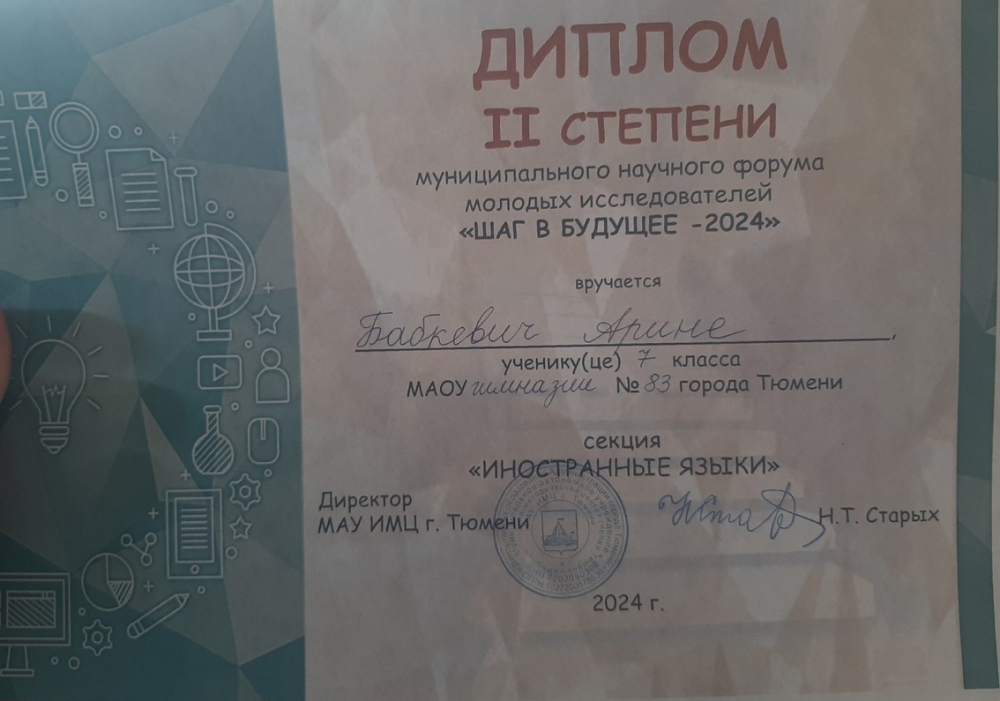 ДИПЛОМ
II СТЕПЕНИ
муниципального научного форума
молодых исследователей
«ШАГ В БУДУЩЕЕ -2024»
вручается
Бабкевич Арине,
ученику(це) 7 класса
МАОУ гимназии № 83 города Тюмени
секция
«ИНОСТРАННЫЕ ЯЗЫКИ»
Директор
МАУ ИМЦ г. Тюмени
Н.Т. Старых
2024 г.